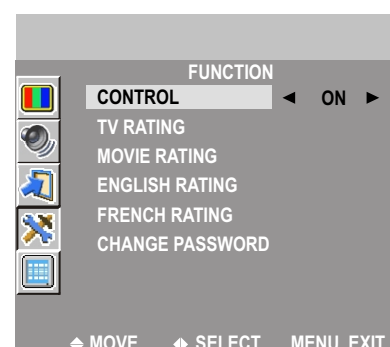 FUNCTION
CONTROL ◄ ON ►
TV RATING
MOVIE RATING
ENGLISH RATING
FRENCH RATING
CHANGE PASSWORD
MOVE SELECT MENU EXIT